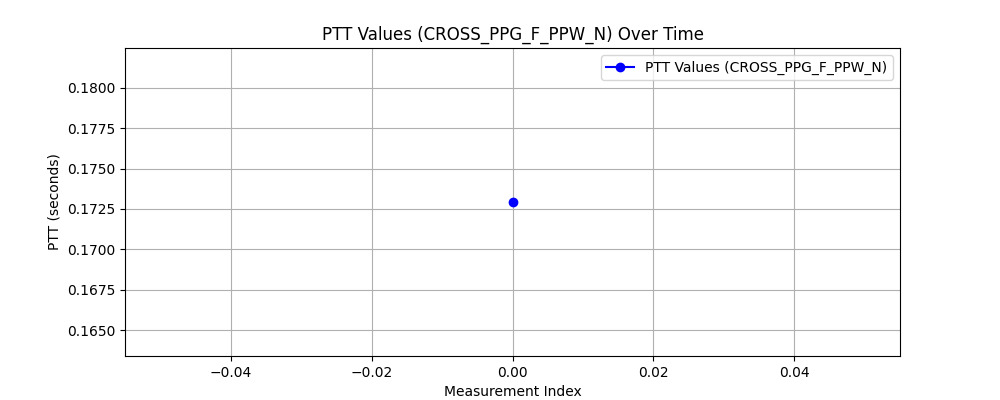 PTT Values (CROSS_PPG_F_PPW_N) Over Time
PTT Values (CROSS_PPG_F_PPW_N)
PTT (seconds)
0.1800
0.1775
0.1750
0.1725
0.1700
0.1675
0.1650
−0.04 −0.02 0.00 0.02 0.04
Measurement Index